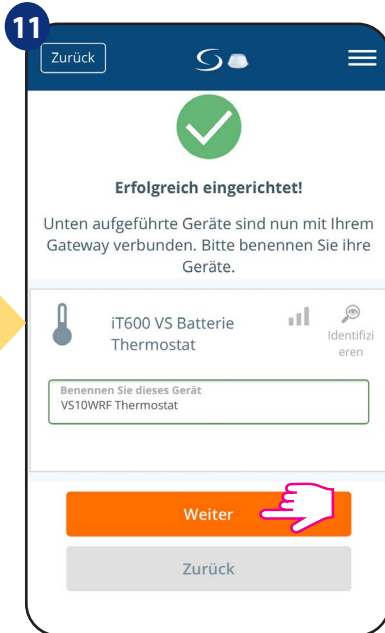 11
Zurück
Erfolgreich eingerichtet!
Unten aufgeführte Geräte sind nun mit Ihrem
Gateway verbunden. Bitte benennen Sie ihre
Geräte.
iT600 VS Batterie
Thermostat
Identifizi
eren
Benennen Sie dieses Gerät
VS10WRF Thermostat
Weiter
Zurück